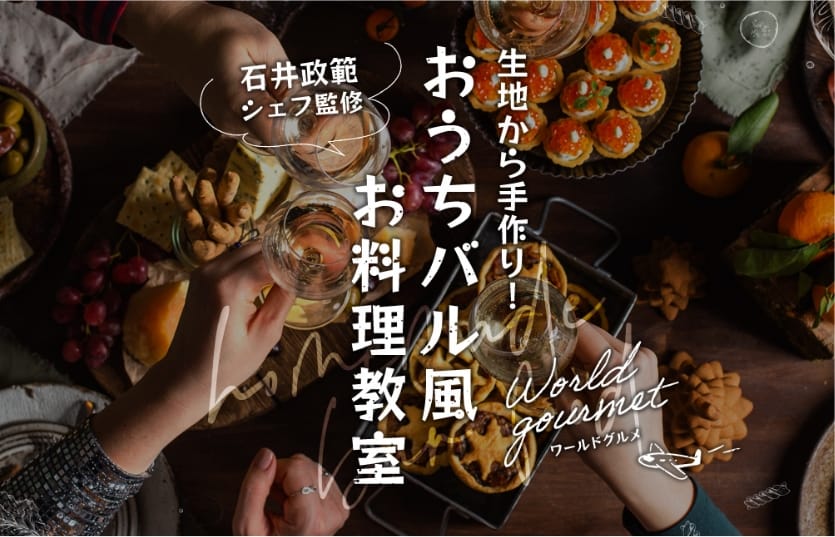 石井政範
シェフ監修
生地から手作り!
おうちバル風
お料理教室
homemade
World
gourmet
ワールドグルメ